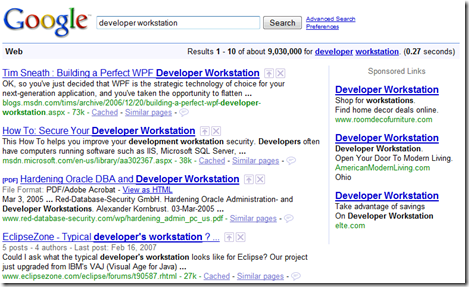 Google
developer workstation
Search
Advanced Search
Preferences
Web
Results 1 - 10 of about 9,030,000 for developer workstation. (0.27 seconds)
Tim Sneath : Building a Perfect WPF Developer Workstation
OK, so you've just decided that WPF is the strategic technology of choice for your
next-generation application, and you've taken the opportunity to flatten ...
blogs.msdn.com/tims/archive/2006/12/20/building-a-perfect-wpf-developer-
workstation.aspx - 73k - Cached - Similar pages -
How To: Secure Your Developer Workstation
This How To helps you improve your development workstation security. Developers often
have computers running software such as IIS, Microsoft SQL Server, ...
msdn.microsoft.com/en-us/library/aa302367.aspx - 38k - Cached - Similar pages -
[PDF] Hardening Oracle DBA and Developer Workstation
File Format: PDF/Adobe Acrobat - View as HTML
Mar 3, 2005 ... Red-Database-Security GmbH. Hardening Oracle Administration- and
Developer Workstations. Alexander Kornbrust. 03-Mar-2005 ...
www.red-database-security.com/wp/hardening_admin_pc_us.pdf - Similar pages -
EclipseZone - Typical developer's workstation ? ...
5 posts - 4 authors - Last post: Feb 16, 2007
Could I ask what the typical developer's workstation looks like for Eclipse? Our project
just upgraded from IBM's VAJ (Visual Age for Java) ...
www.eclipsezone.com/eclipse/forums/t90587.rhtml - 27k - Cached - Similar pages -
Sponsored Links
Developer Workstation
Shop for workstations.
Find home decor deals online.
www.roomdecofurniture.com
Developer Workstation
Developer Workstation.
Open Your Door To Modern Living.
AmericanModernLiving.com
Ohio
Developer Workstation
Take advantage of savings
On Developer Workstation
elte.com